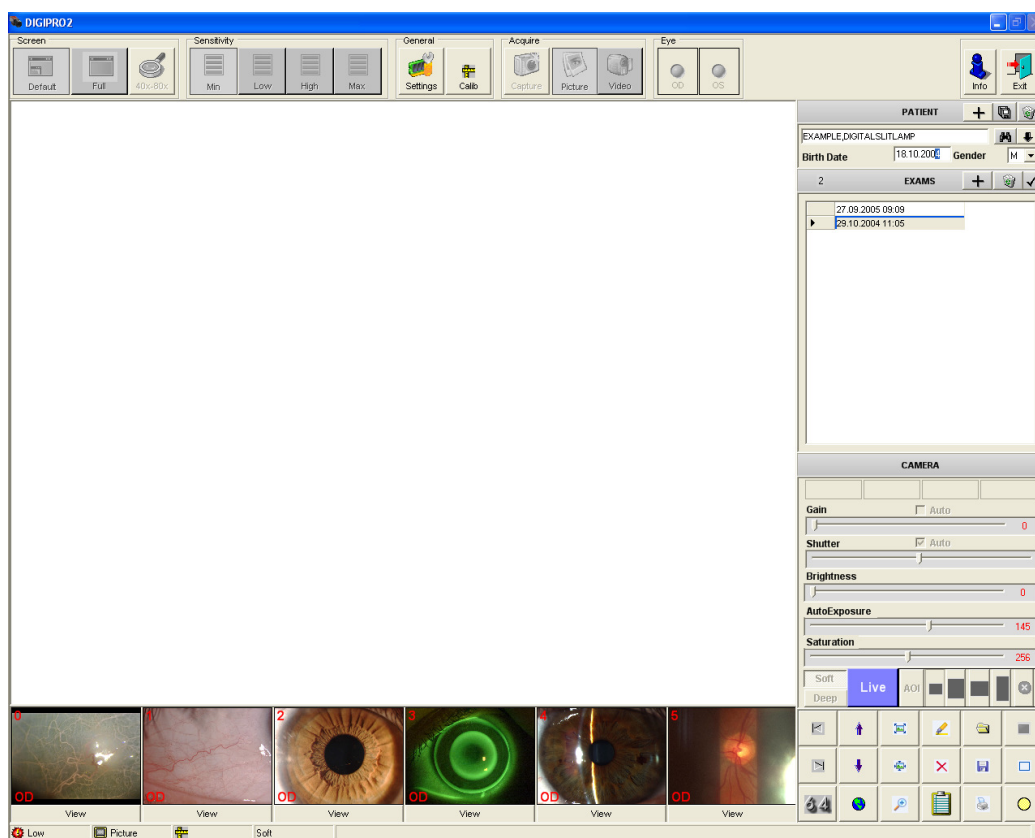 DIGIPRO2
Screen Sensitivity General Acquire Eye
Default Full 40x-80x Min Low High Max Settings Calib Capture Picture Video OD OS Info Exit
PATIENT
EXAMPLE,DIGITALSLITLAMP
Birth Date 18.10.2004 Gender M
2 EXAMS
27.09.2005 09:09
29.10.2004 11:05
CAMERA
Gain Auto
0
Shutter Auto
Brightness
0
AutoExposure
145
Saturation
256
Soft
Deep
Live AOI
0 1 2 3 4 5
OD OD OD OD OD OD
View View View View View View
64
Low Picture Soft